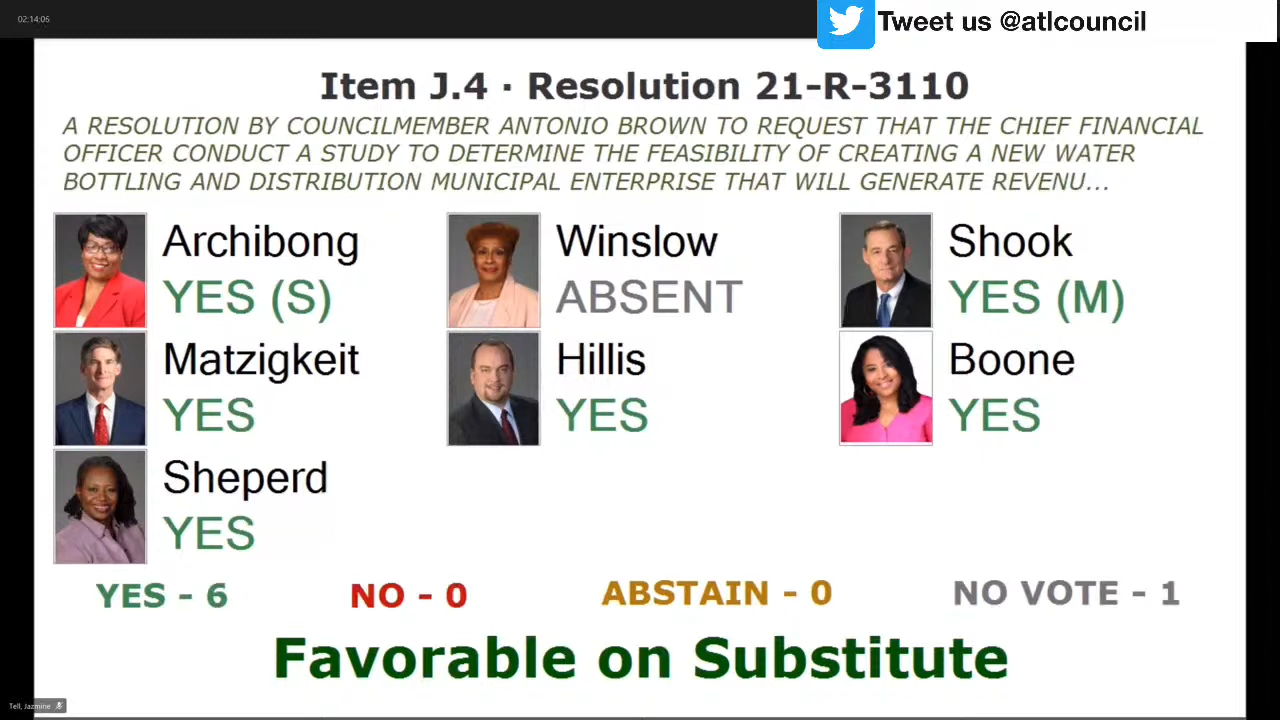 02:14:06
Tweet us @atlcouncil
Item J.4 · Resolution 21-R-3110
A RESOLUTION BY COUNCILMEMBER ANTONIO BROWN TO REQUEST THAT THE CHIEF FINANCIAL
OFFICER CONDUCT A STUDY TO DETERMINE THE FEASIBILITY OF CREATING A NEW WATER
BOTTLING AND DISTRIBUTION MUNICIPAL ENTERPRISE THAT WILL GENERATE REVENU...
Archibong
YES (S)
Winslow
ABSENT
Shook
YES (M)
Matzigkeit
YES
Hillis
YES
Boone
YES
Sheperd
YES
YES - 6 NO - 0 ABSTAIN - 0 NO VOTE - 1
Favorable on Substitute
Tell, Jazmine